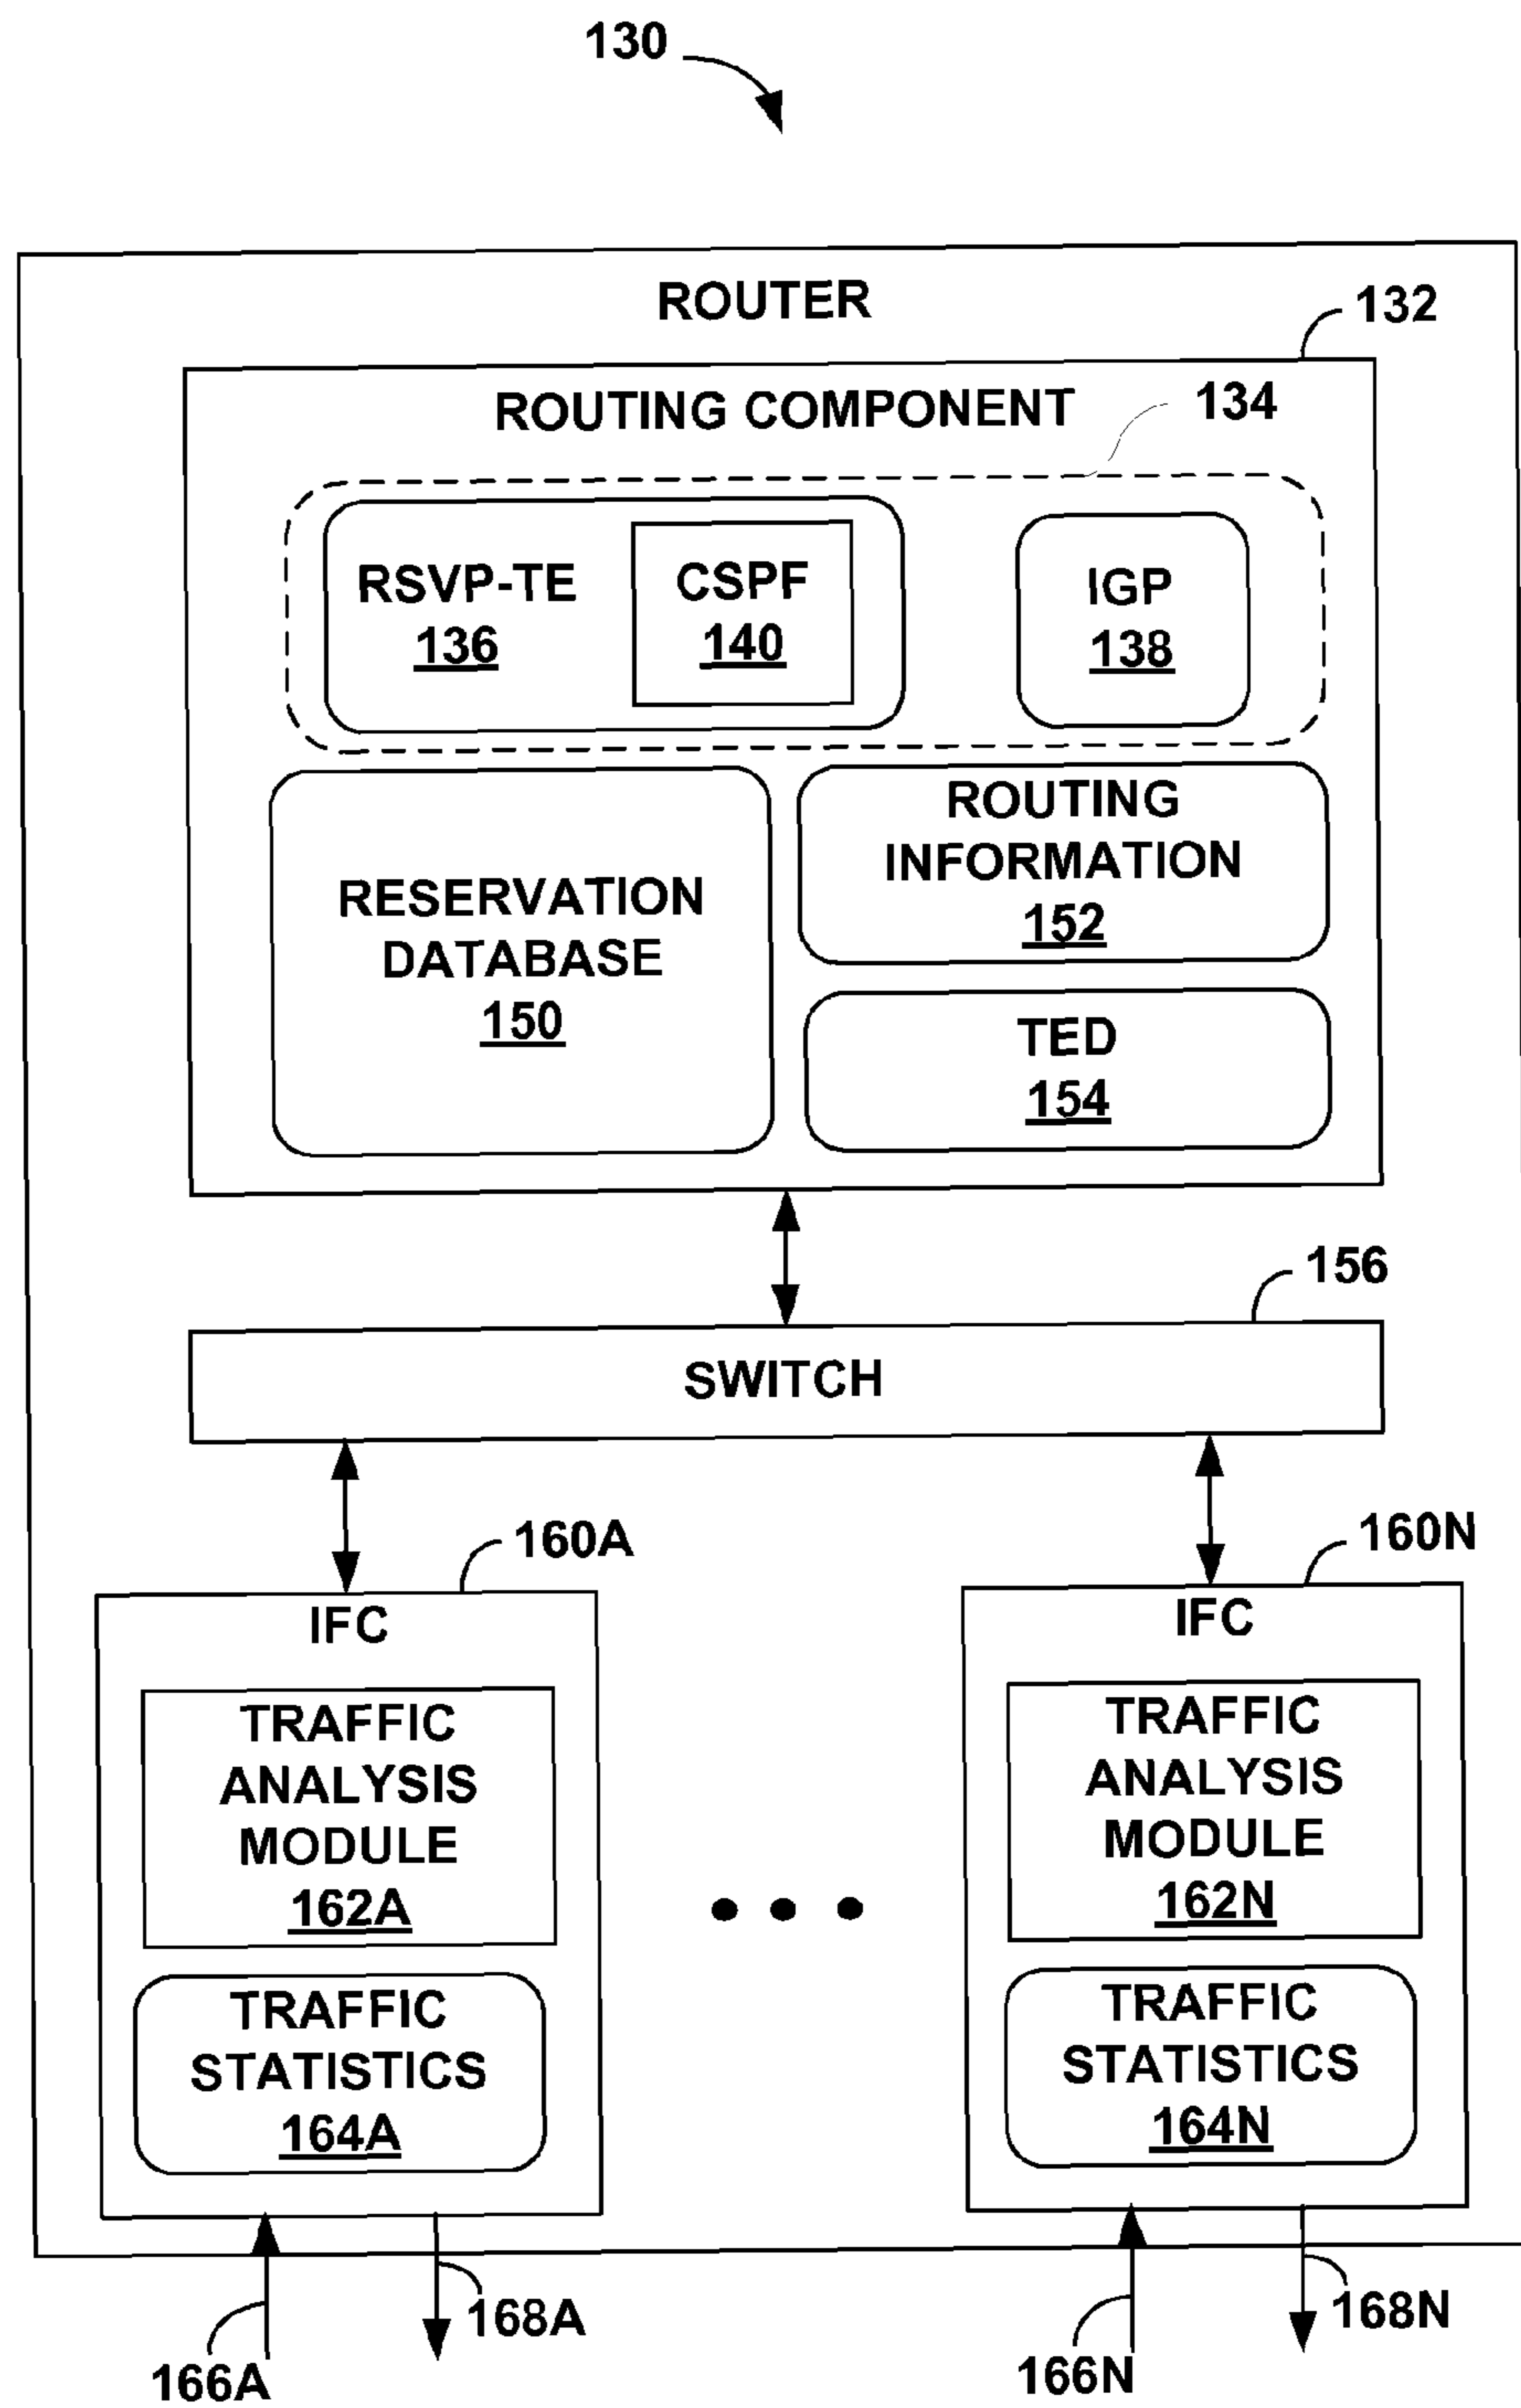 130
ROUTER
132
ROUTING COMPONENT
134
RSVP-TE
136
CSPF
140
IGP
138
RESERVATION
DATABASE
150
ROUTING
INFORMATION
152
TED
154
156
SWITCH
160A
160N
IFC
TRAFFIC
ANALYSIS
MODULE
162A
TRAFFIC
STATISTICS
164A
IFC
TRAFFIC
ANALYSIS
MODULE
162N
TRAFFIC
STATISTICS
164N
166A
168A
166N
168N